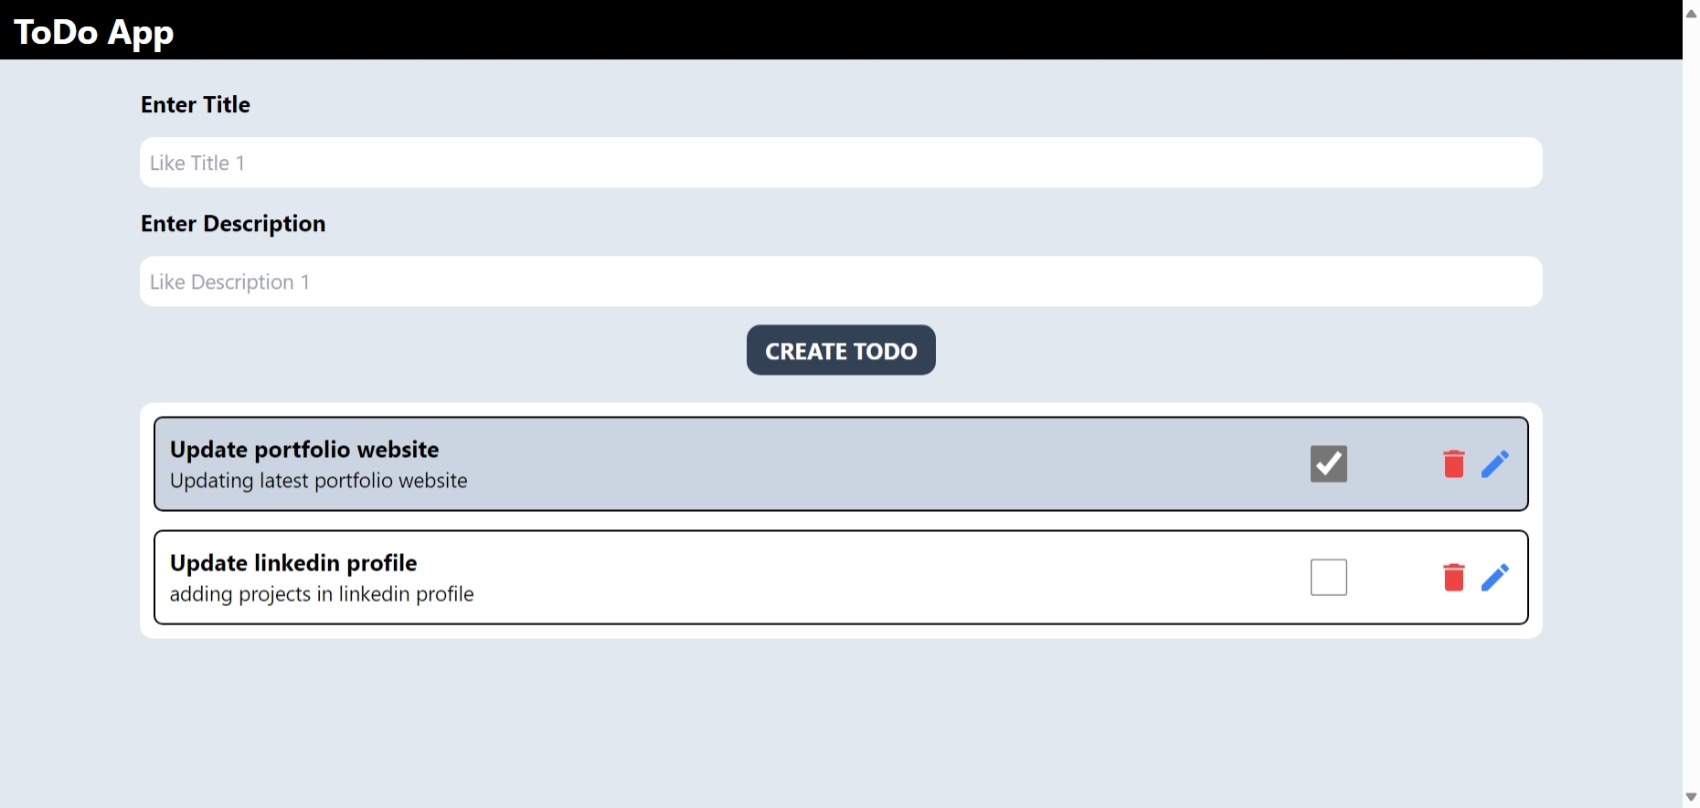 ToDo App
Enter Title
Like Title 1
Enter Description
Like Description 1
CREATE TODO
Update portfolio website
Updating latest portfolio website
Update linkedin profile
adding projects in linkedin profile